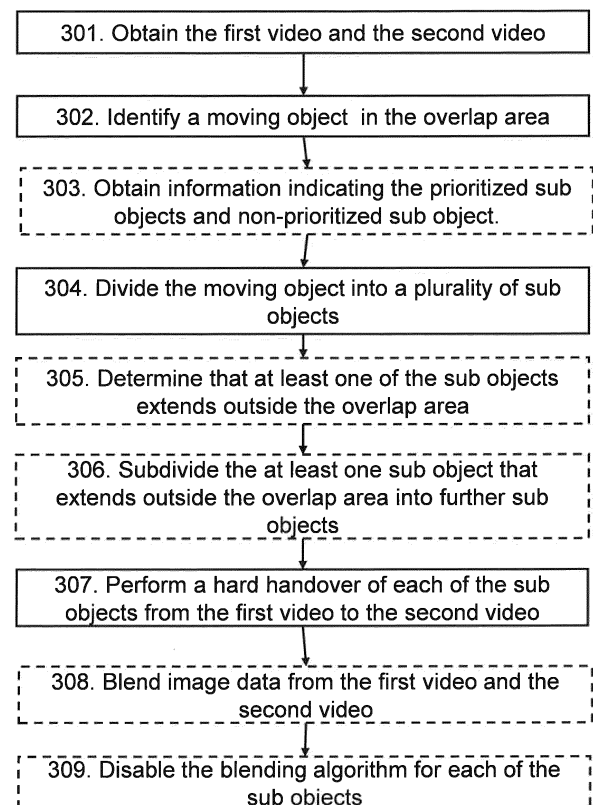 301. Obtain the first video and the second video
302. Identify a moving object in the overlap area
303. Obtain information indicating the prioritized sub
objects and non-prioritized sub object.
304. Divide the moving object into a plurality of sub
objects
305. Determine that at least one of the sub objects
extends outside the overlap area
306. Subdivide the at least one sub object that
extends outside the overlap area into further sub
objects
307. Perform a hard handover of each of the sub
objects from the first video to the second video
308. Blend image data from the first video and the
second video
309. Disable the blending algorithm for each of the
sub objects